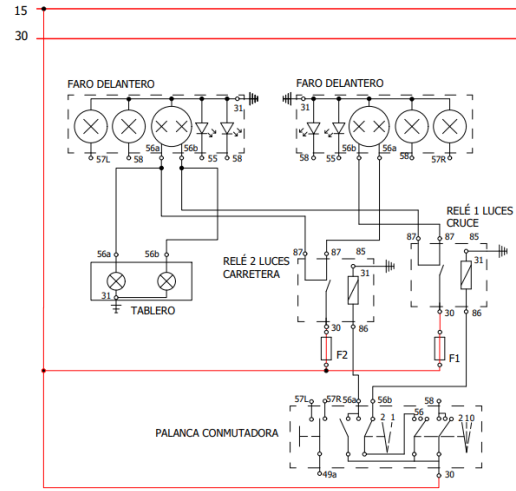 15
30
FARO DELANTERO
FARO DELANTERO
31
31
57L 58 56a 56b 55 58
58 55 56b 56a 58 57R
RELÉ 1 LUCES
CRUCE
87 87 85
31
30 86
RELÉ 2 LUCES
CARRETERA
87 87 85
31
30 86
56a 56b
31
TABLERO
F2
F1
57L 57R 56a 56b 58
2 1
56
2 1 0
PALANCA CONMUTADORA
49a
30